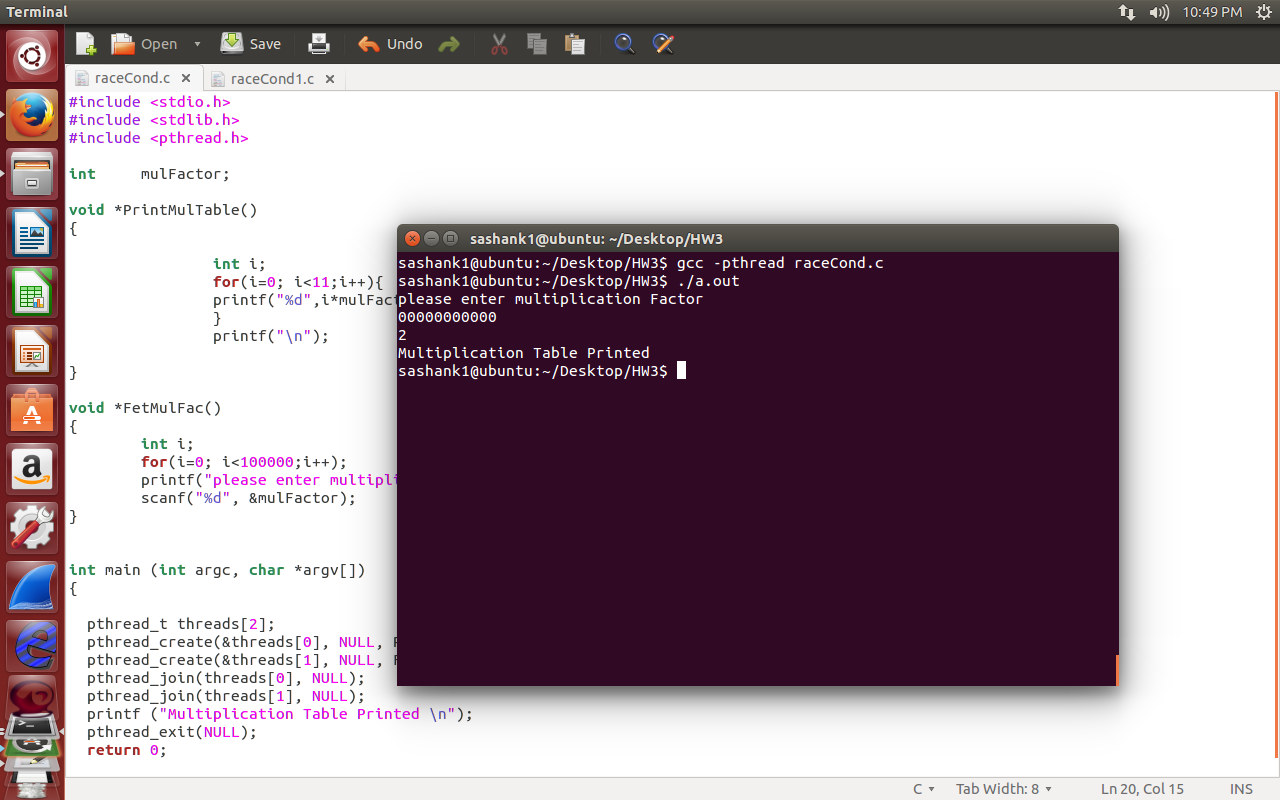 Terminal
10:49 PM
Open
Save
Undo
raceCond.c
raceCond1.c
#include <stdio.h>
#include <stdlib.h>
#include <pthread.h>
int mulFactor;
void *PrintMulTable()
{
int i;
for(i=0; i<11;i++){
printf("%d",i*mulFact
}
printf("\n");
}
void *FetMulFac()
{
int i;
for(i=0; i<100000;i++);
printf("please enter multipli
scanf("%d", &mulFactor);
}
int main (int argc, char *argv[])
{
pthread_t threads[2];
pthread_create(&threads[0], NULL,
pthread_create(&threads[1], NULL,
pthread_join(threads[0], NULL);
pthread_join(threads[1], NULL);
printf ("Multiplication Table Printed \n");
pthread_exit(NULL);
return 0;
sashank1@ubuntu: ~/Desktop/HW3
sashank1@ubuntu:~/Desktop/HW3$ gcc -pthread raceCond.c
sashank1@ubuntu:~/Desktop/HW3$ ./a.out
please enter multiplication Factor
00000000000
2
Multiplication Table Printed
sashank1@ubuntu:~/Desktop/HW3$
C
Tab Width: 8
Ln 20, Col 15
INS